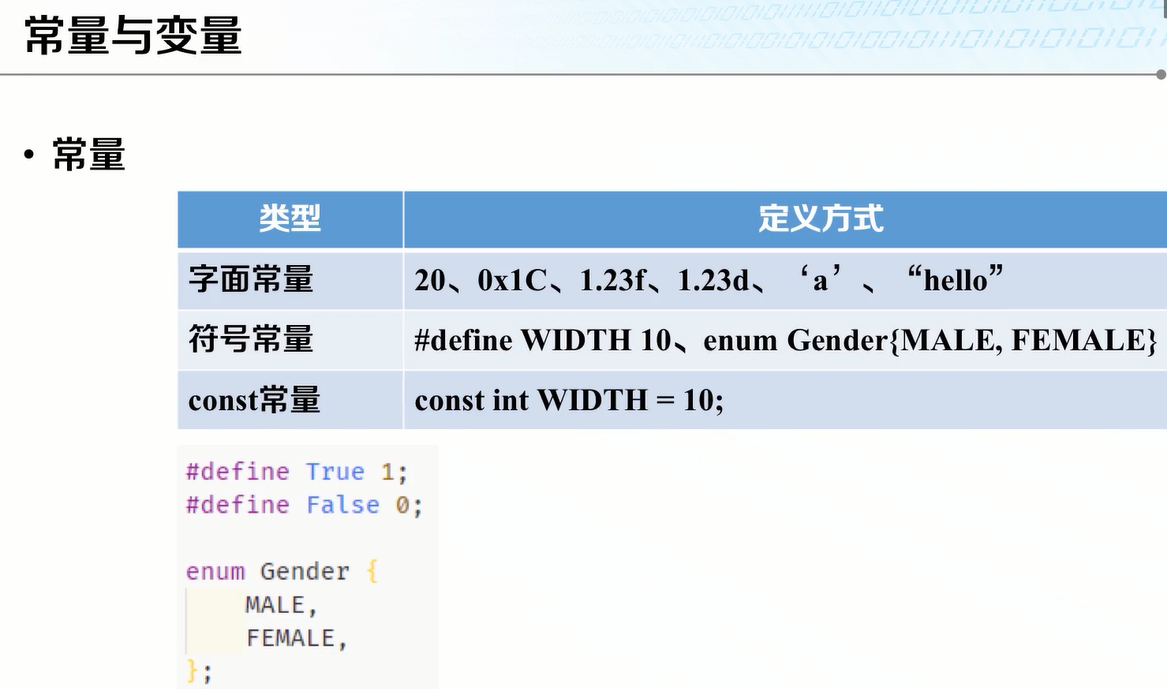 常量与变量
• 常量
类型 定义方式
字面常量 20、0x1C、1.23f、1.23d、‘a’、“hello”
符号常量 #define WIDTH 10、enum Gender{MALE, FEMALE}
const常量 const int WIDTH = 10;
#define True 1;
#define False 0;
enum Gender {
MALE,
FEMALE,
};